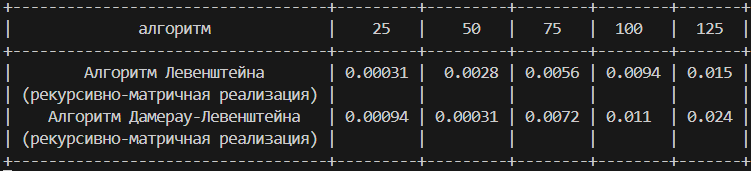 алгоритм | 25 | 50 | 75 | 100 | 125
Алгоритм Левенштейна | 0.00031 | 0.0028 | 0.0056 | 0.0094 | 0.015
(рекурсивно-матричная реализация)
Алгоритм Дамерау-Левенштейна | 0.00094 | 0.00031 | 0.0072 | 0.011 | 0.024
(рекурсивно-матричная реализация)